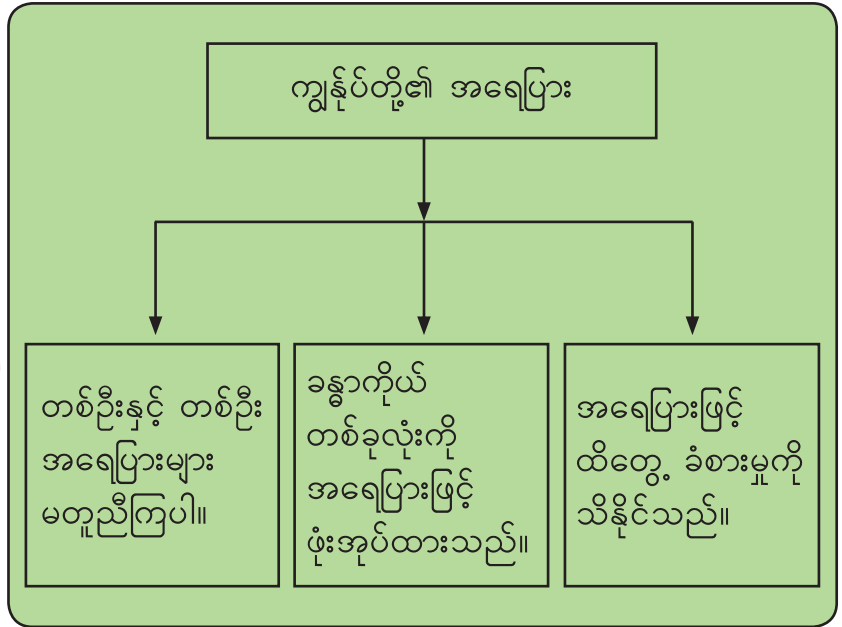 ကျွန်ုပ်တို့၏ အရေပြား
တစ်ဦးနှင့် တစ်ဦး
အရေပြားများ
မတူညီကြပါ။
ခန္ဓာကိုယ်
တစ်ခုလုံးကို
အရေပြားဖြင့်
ဖုံးအုပ်ထားသည်။
အရေပြားဖြင့်
ထိတွေ့ ခံစားမှုကို
သိနိုင်သည်။